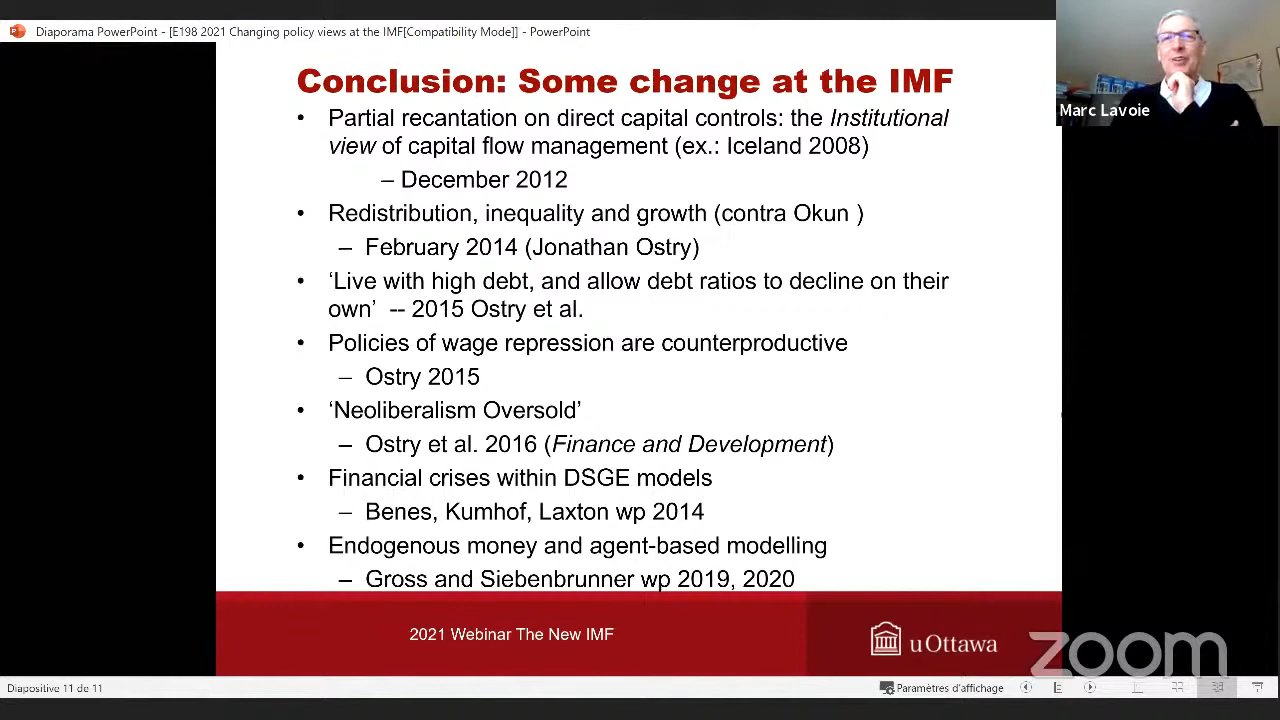 Diaporama PowerPoint - [E198 2021 Changing policy views at the IMF[Compatibility Mode]] - PowerPoint
Marc Lavoie
Conclusion: Some change at the IMF
• Partial recantation on direct capital controls: the Institutional
view of capital flow management (ex.: Iceland 2008)
– December 2012
• Redistribution, inequality and growth (contra Okun )
– February 2014 (Jonathan Ostry)
• ‘Live with high debt, and allow debt ratios to decline on their
own’ -- 2015 Ostry et al.
• Policies of wage repression are counterproductive
– Ostry 2015
• ‘Neoliberalism Oversold’
– Ostry et al. 2016 (Finance and Development)
• Financial crises within DSGE models
– Benes, Kumhof, Laxton wp 2014
• Endogenous money and agent-based modelling
– Gross and Siebenbrunner wp 2019, 2020
2021 Webinar The New IMF
uOttawa
zoom
Diapositive 11 de 11
Paramètres d'affichage